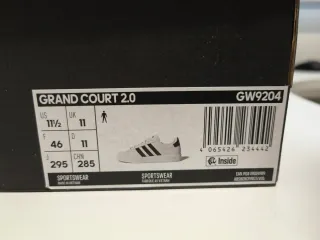 GRAND COURT 2.0 GW9204
US UK
11½ 11
F D
46 11
J CHN
295 285
4 065426 234442
Inside
SPORTSWEAR SPORTSWEAR